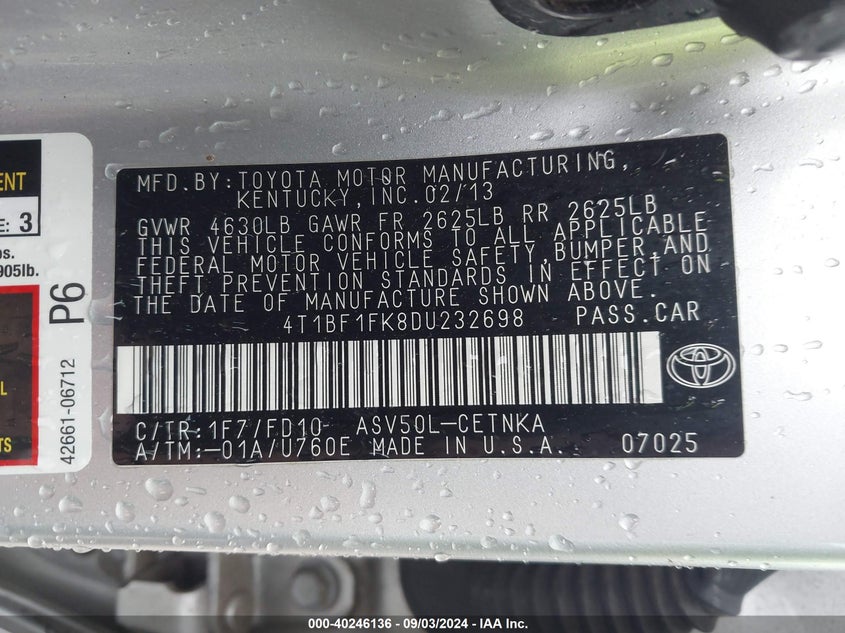 MFD.BY:TOYOTA MOTOR MANUFACTURING,
KENTUCKY,INC.02/13
GVWR 4630LB GAWR FR 2625LB RR 2625LB
THIS VEHICLE CONFORMS TO ALL APPLICABLE
FEDERAL MOTOR VEHICLE SAFETY,BUMPER,AND
THEFT PREVENTION STANDARDS IN EFFECT ON
THE DATE OF MANUFACTURE SHOWN ABOVE.
4T1BF1FK8DU232698 PASS.CAR
C/TR:1F7/FD10 ASV50L-CETNKA
A/TM:-01A/U760E MADE IN U.S.A. 07025
ENT
E: 3
os.
905lb.
P6
42661-06712
AL
TS
000-40246136 - 09/03/2024 - IAA Inc.